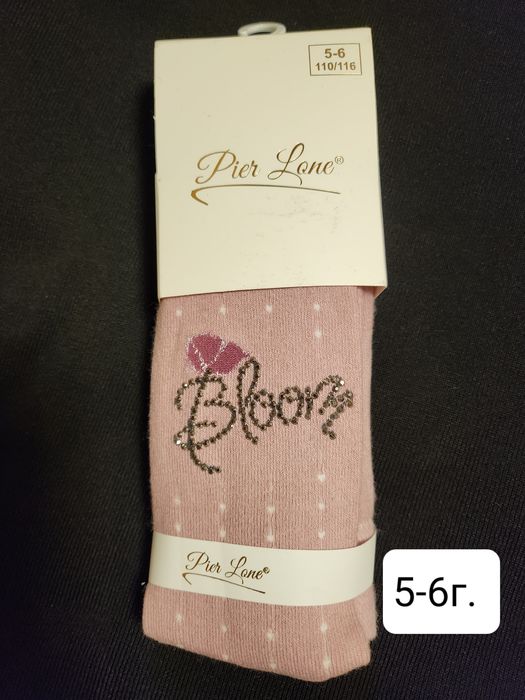 5-6
110/116
Pier Lone®
Bloom
Pier Lone®
5-6г.